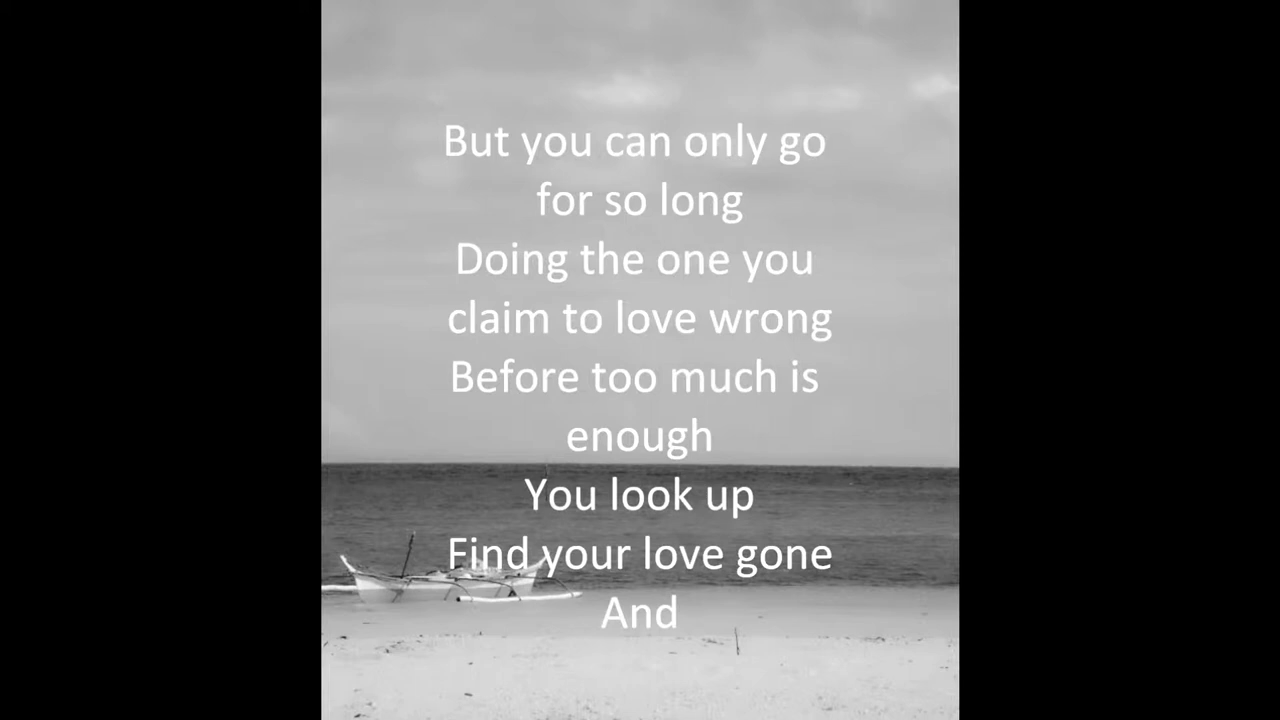 But you can only go
for so long
Doing the one you
claim to love wrong
Before too much is
enough
You look up
Find your love gone
And